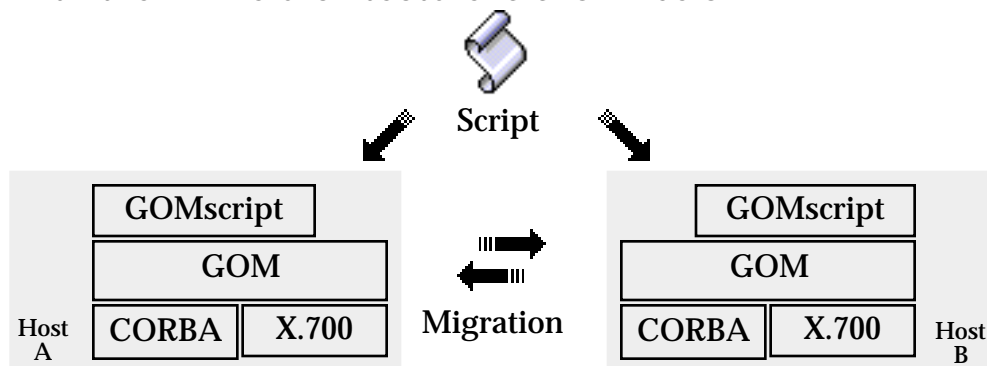 Script
GOMscript
GOM
CORBA
X.700
Host
A
Migration
GOMscript
GOM
CORBA
X.700
Host
B